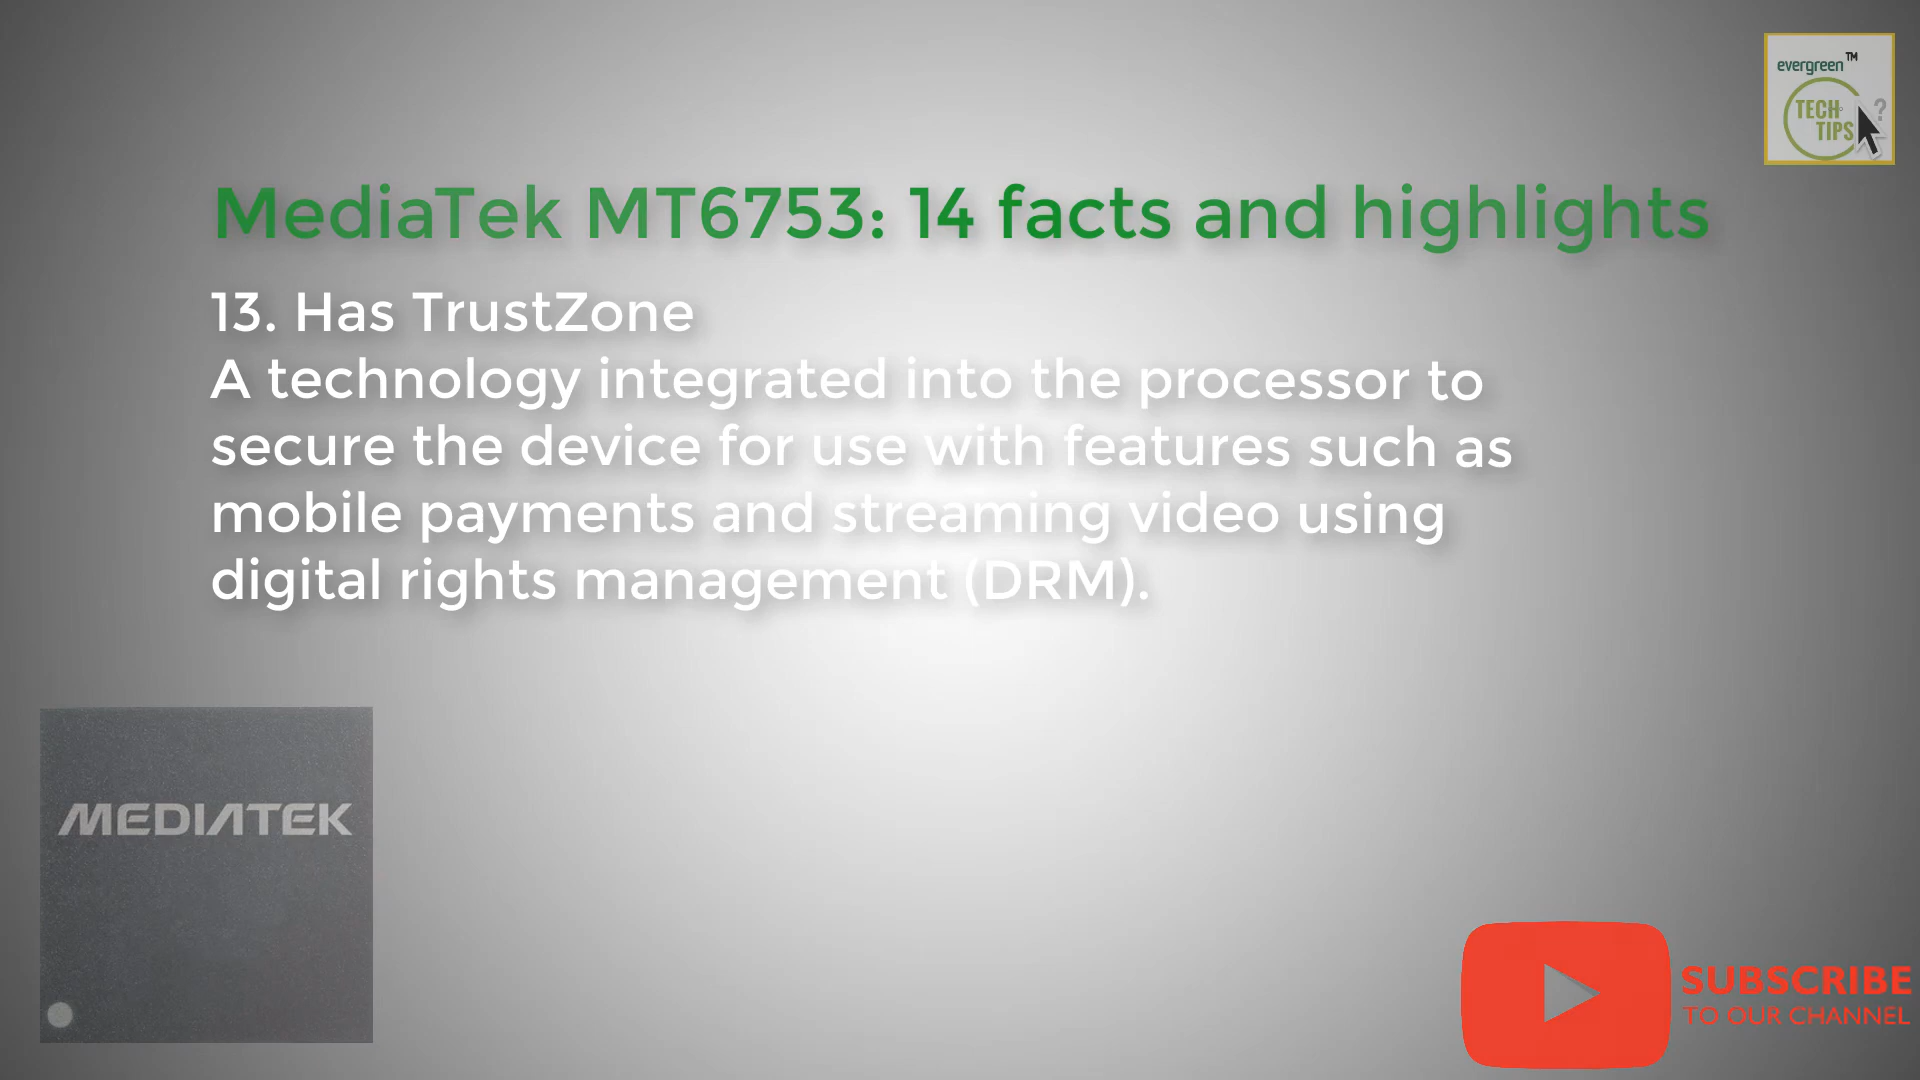 evergreen™
TECH
TIPS
?
MediaTek MT6753: 14 facts and highlights
13. Has TrustZone
A technology integrated into the processor to
secure the device for use with features such as
mobile payments and streaming video using
digital rights management (DRM).
MEDIATEK
SUBSCRIBE
TO OUR CHANNEL